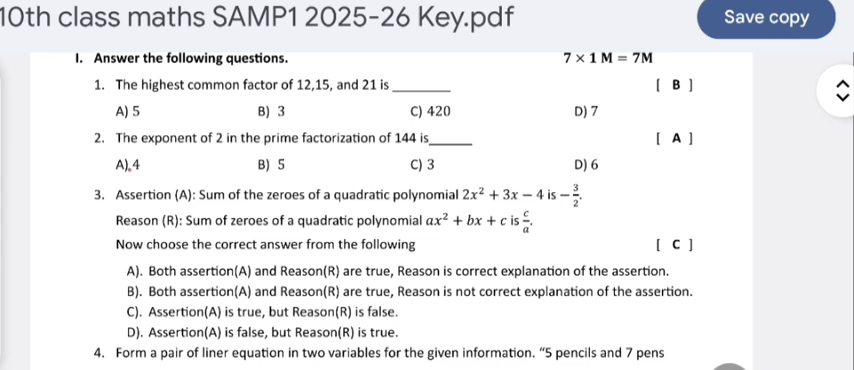 10th class maths SAMP1 2025-26 Key.pdf
Save copy
I. Answer the following questions. 7 × 1 M = 7M
1. The highest common factor of 12,15, and 21 is ________ [ B ]
A) 5 B) 3 C) 420 D) 7
2. The exponent of 2 in the prime factorization of 144 is______ [ A ]
A).4 B) 5 C) 3 D) 6
3. Assertion (A): Sum of the zeroes of a quadratic polynomial 2x² + 3x − 4 is −3/2.
Reason (R): Sum of zeroes of a quadratic polynomial ax² + bx + c is c/a.
Now choose the correct answer from the following [ C ]
A). Both assertion(A) and Reason(R) are true, Reason is correct explanation of the assertion.
B). Both assertion(A) and Reason(R) are true, Reason is not correct explanation of the assertion.
C). Assertion(A) is true, but Reason(R) is false.
D). Assertion(A) is false, but Reason(R) is true.
4. Form a pair of liner equation in two variables for the given information. “5 pencils and 7 pens